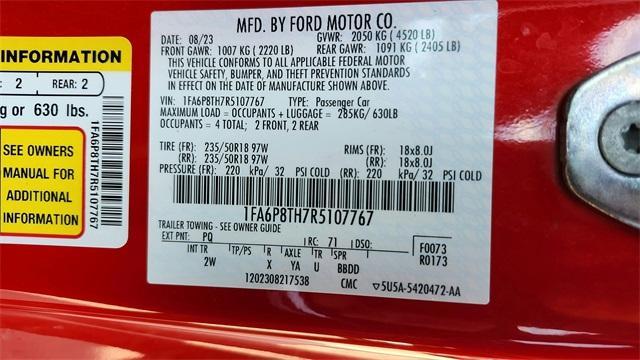 INFORMATION
2 REAR: 2
g or 630 lbs.
SEE OWNERS
MANUAL FOR
ADDITIONAL
INFORMATION
1FA6P8TH7R5107767
MFD. BY FORD MOTOR CO.
DATE: 08/23 GVWR: 2050 KG ( 4520 LB)
FRONT GAWR: 1007 KG ( 2220 LB) REAR GAWR: 1091 KG ( 2405 LB)
THIS VEHICLE CONFORMS TO ALL APPLICABLE FEDERAL MOTOR
VEHICLE SAFETY, BUMPER, AND THEFT PREVENTION STANDARDS
IN EFFECT ON THE DATE OF MANUFACTURE SHOWN ABOVE.
VIN: 1FA6P8TH7R5107767 TYPE: Passenger Car
MAXIMUM LOAD = OCCUPANTS + LUGGAGE = 285KG/ 630LB
OCCUPANTS = 4 TOTAL; 2 FRONT, 2 REAR
TIRE (FR): 235/50R18 97W RIMS (FR): 18x8.0J
(RR): 235/50R18 97W (RR): 18x8.0J
PRESSURE (FR): 220 kPa/ 32 PSI COLD (RR): 220 kPa/ 32 PSI COLD
1FA6P8TH7R5107767
TRAILER TOWING - SEE OWNER GUIDE
EXT PNT: PQ RC: 71 DSO: F0073
INT TR TP/PS R AXLE TR SPR R0173
2W X YA U BBDD
1202308217538 CMC 5U5A-5420472-AA